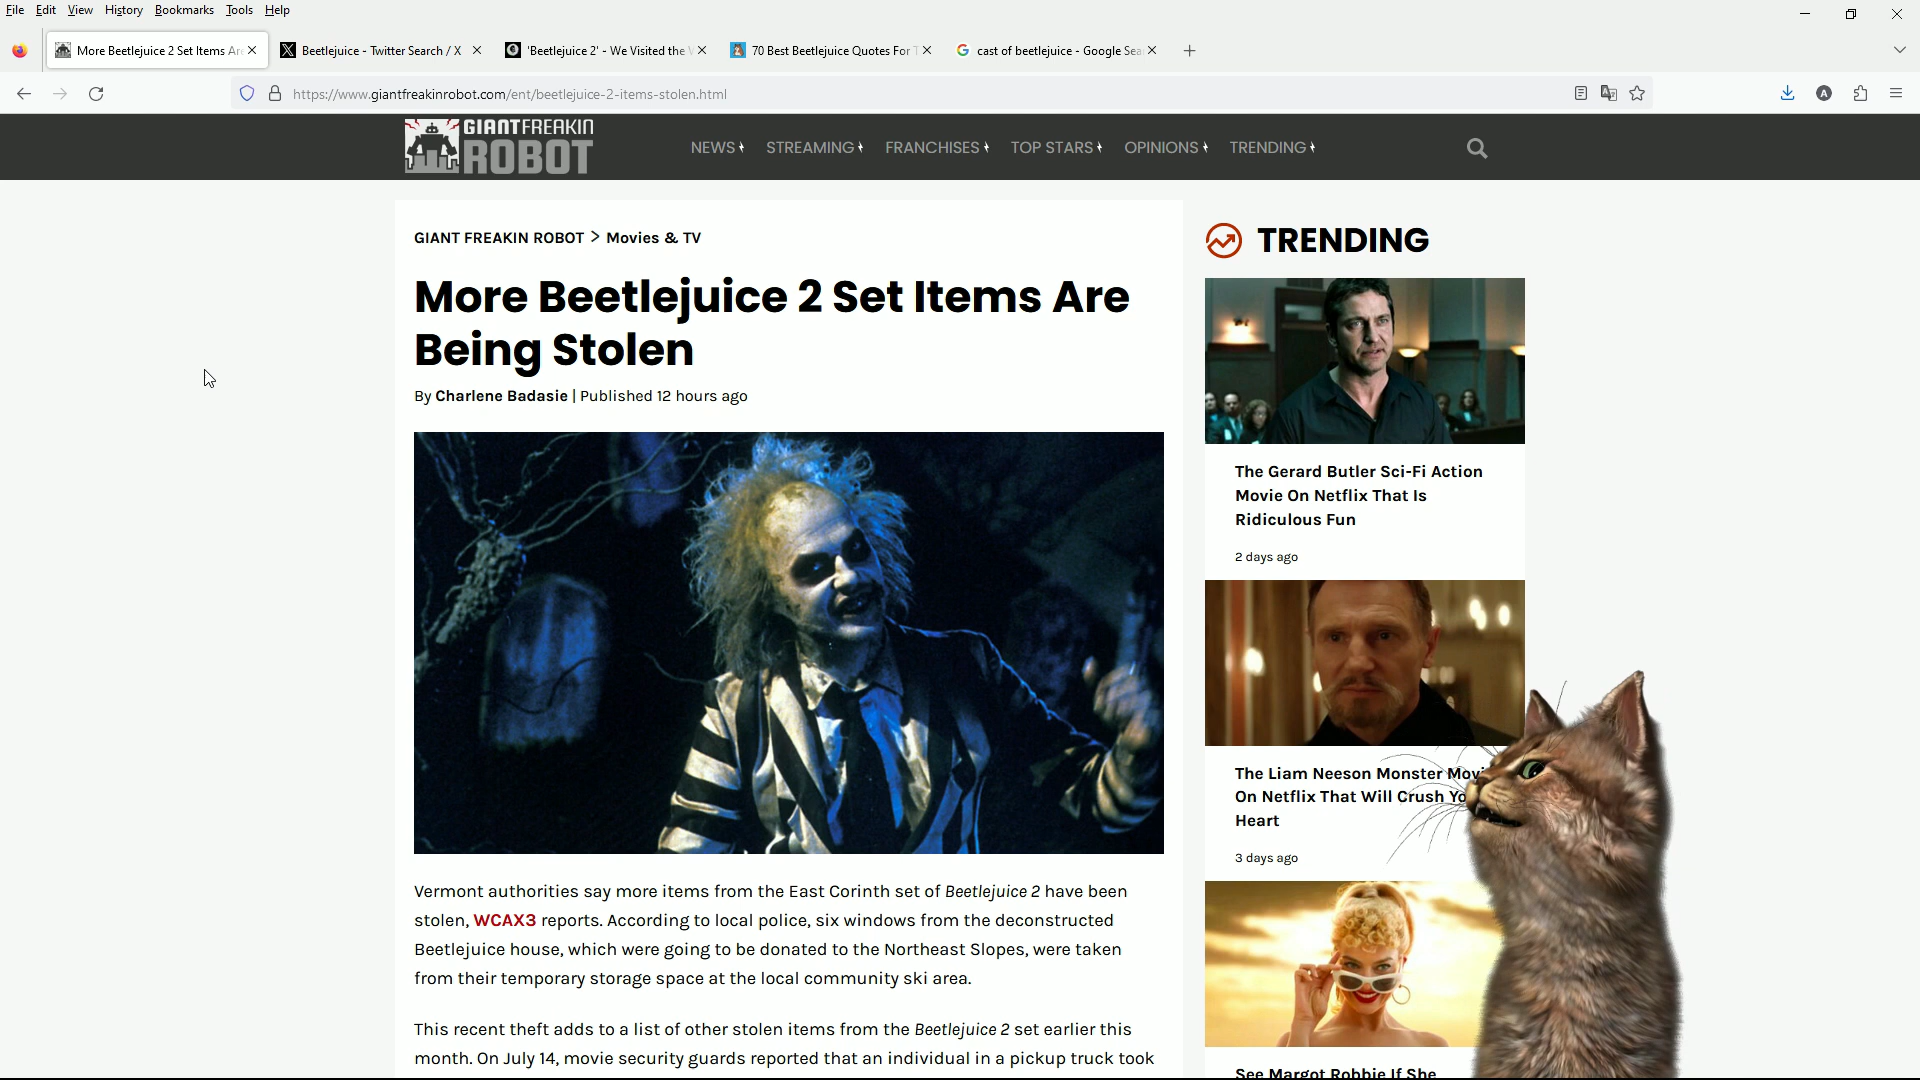 File Edit View History Bookmarks Tools Help
More Beetlejuice 2 Set Items Ar
Beetlejuice - Twitter Search / X
'Beetlejuice 2' - We Visited the
70 Best Beetlejuice Quotes For
cast of beetlejuice - Google Sea
https://www.giantfreakinrobot.com/ent/beetlejuice-2-items-stolen.html
A
GIANT FREAKIN
ROBOT
NEWS STREAMING FRANCHISES TOP STARS OPINIONS TRENDING
GIANT FREAKIN ROBOT > Movies & TV
More Beetlejuice 2 Set Items Are
Being Stolen
By Charlene Badasie | Published 12 hours ago
Vermont authorities say more items from the East Corinth set of Beetlejuice 2 have been
stolen, WCAX3 reports. According to local police, six windows from the deconstructed
Beetlejuice house, which were going to be donated to the Northeast Slopes, were taken
from their temporary storage space at the local community ski area.
This recent theft adds to a list of other stolen items from the Beetlejuice 2 set earlier this
month. On July 14, movie security guards reported that an individual in a pickup truck took
TRENDING
The Gerard Butler Sci-Fi Action
Movie On Netflix That Is
Ridiculous Fun
2 days ago
The Liam Neeson Monster Movi
On Netflix That Will Crush Yo
Heart
3 days ago
See Margot Robbie If She